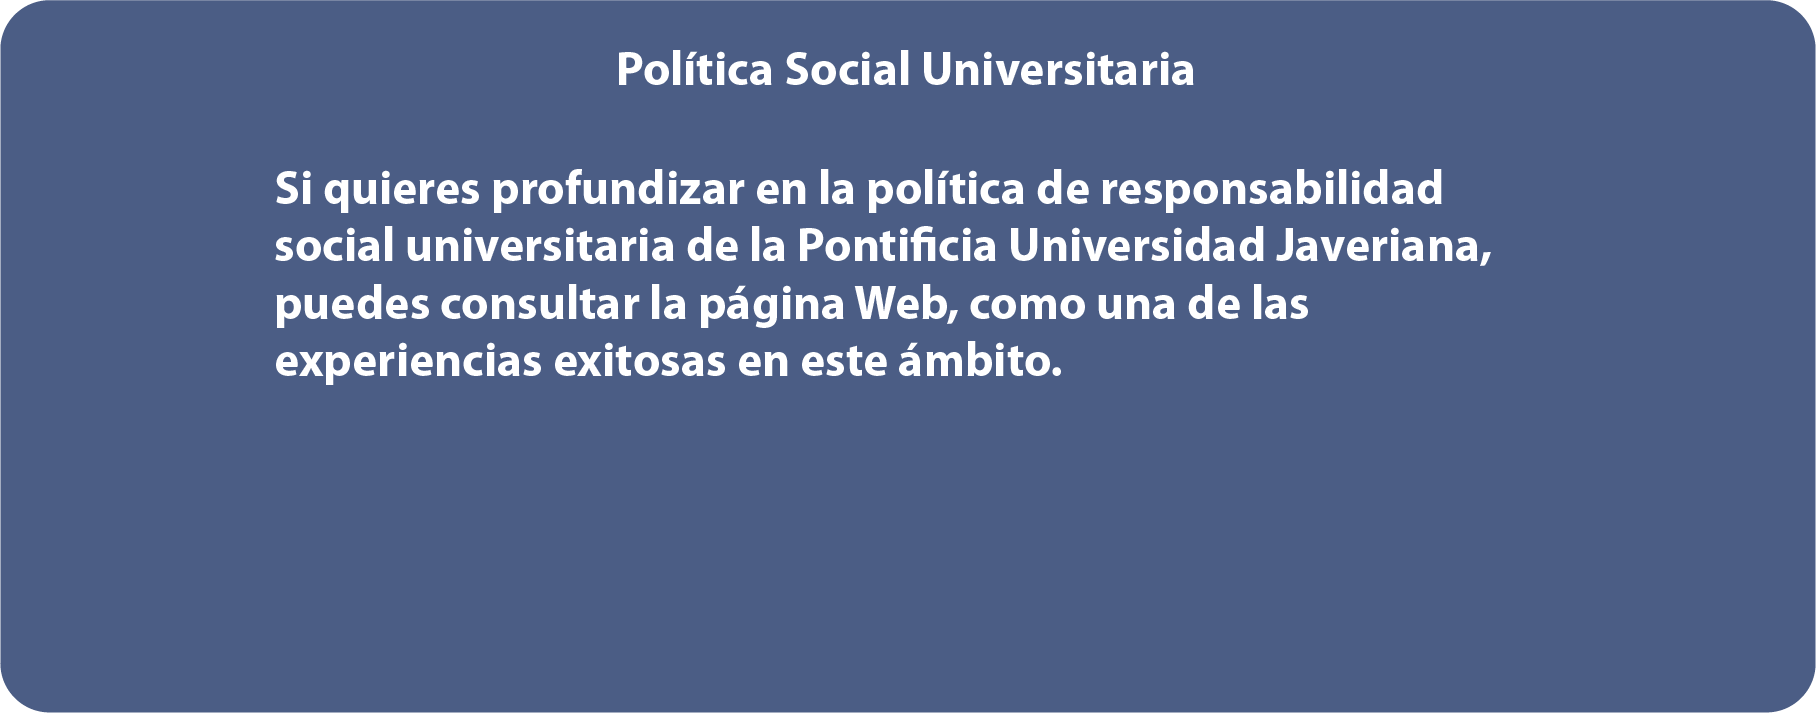 Política Social Universitaria
Si quieres profundizar en la política de responsabilidad
social universitaria de la Pontificia Universidad Javeriana,
puedes consultar la página Web, como una de las
experiencias exitosas en este ámbito.